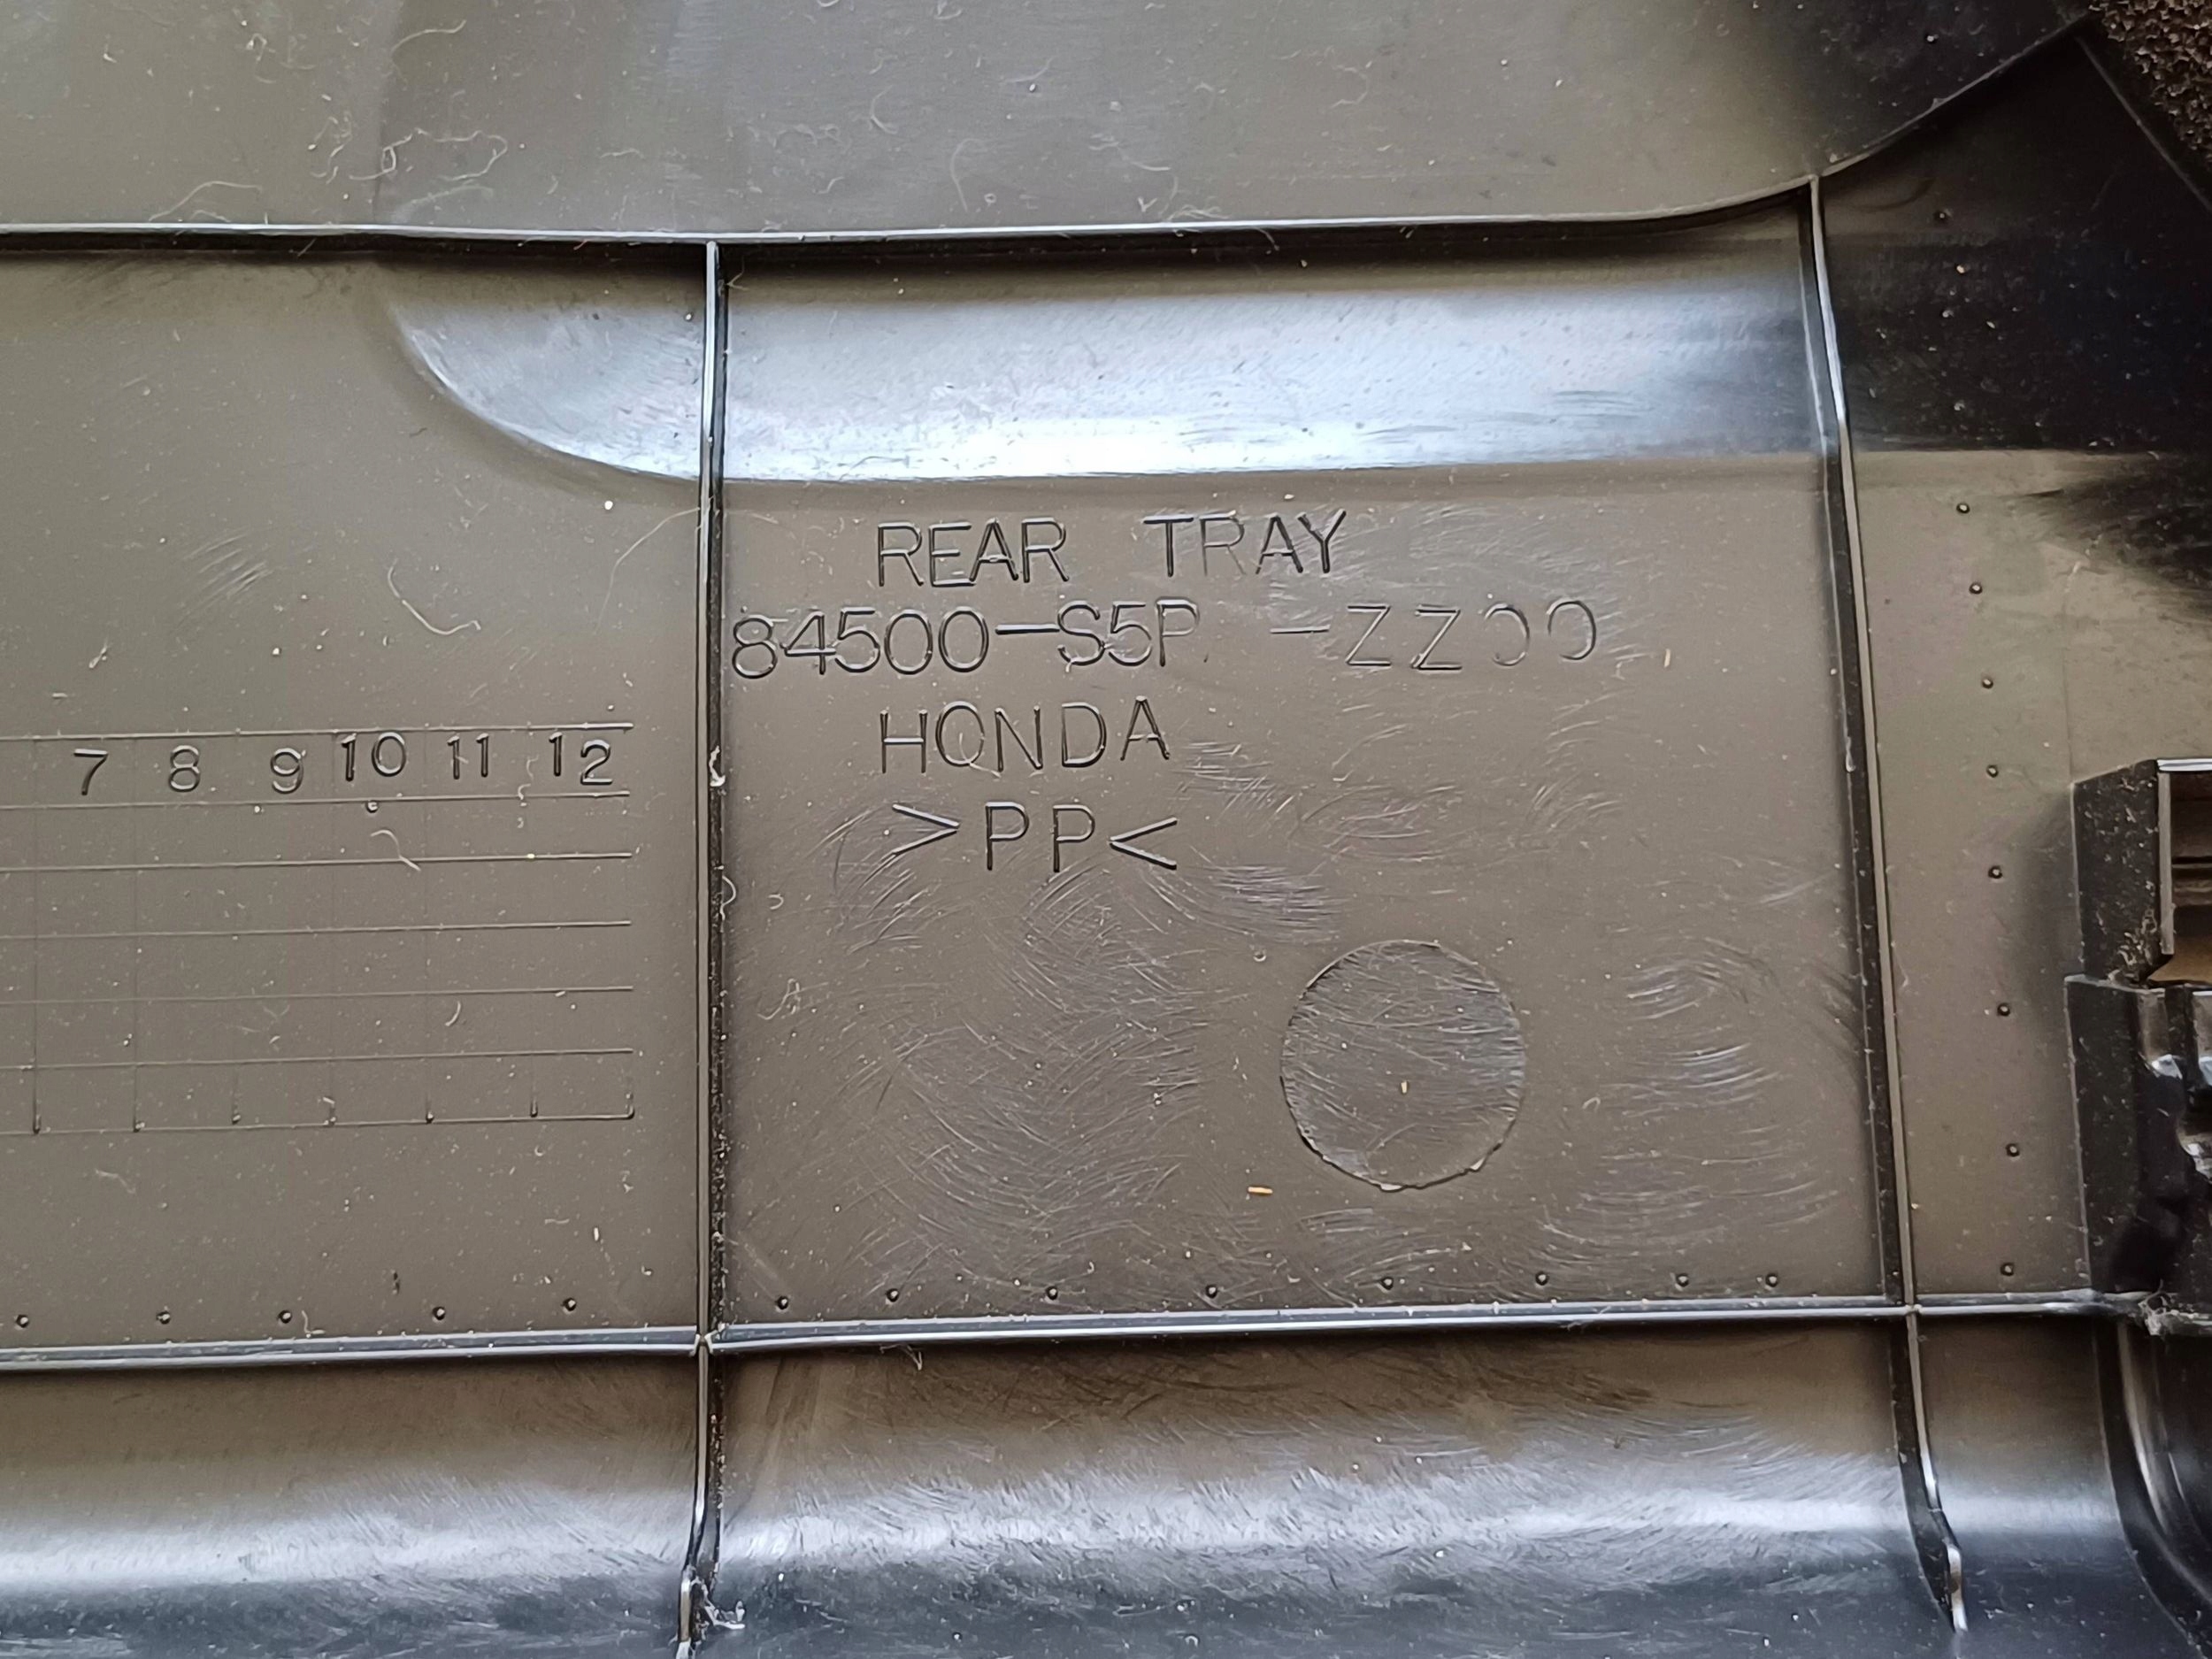 REAR TRAY
84500-S5P -ZZ00
HONDA
>PP<
7 8 9 10 11 12